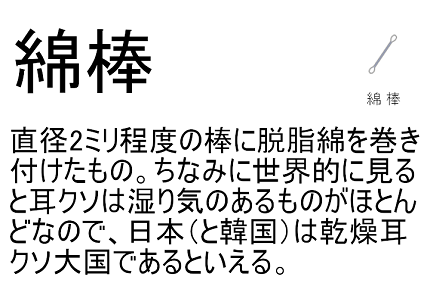 綿棒
綿棒
直径2ミリ程度の棒に脱脂綿を巻き
付けたもの。ちなみに世界的に見る
と耳クソは湿り気のあるものがほとん
どなので、日本(と韓国)は乾燥耳
クソ大国であるといえる。